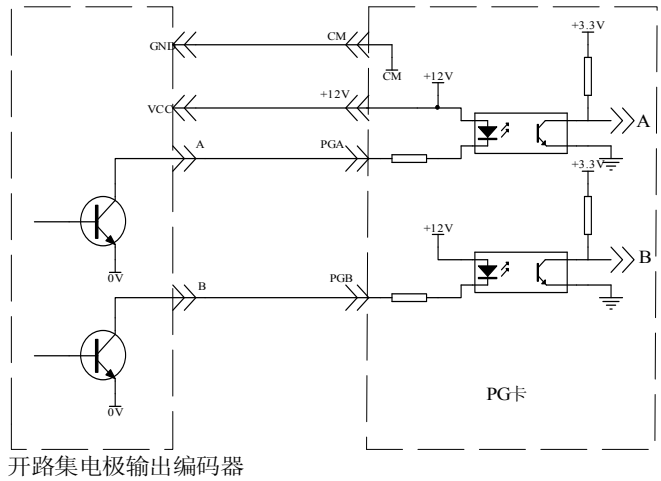 +3.3V
GND CM
CM
VCC +12V +12V
A
A PGA
+3.3V
0V
+12V
B
B PGB
0V
PG卡
开路集电极输出编码器